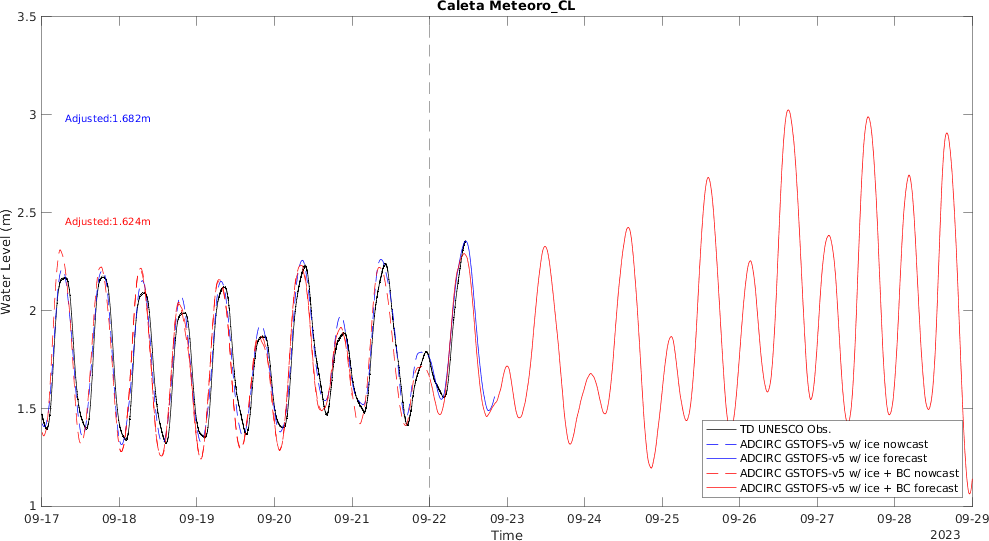 Caleta Meteoro_CL
3.5
3
2.5
2
1.5
1
Water Level (m)
Adjusted:1.682m
Adjusted:1.624m
TD UNESCO Obs.
ADCIRC GSTOFS-v5 w/ ice nowcast
ADCIRC GSTOFS-v5 w/ ice forecast
ADCIRC GSTOFS-v5 w/ ice + BC nowcast
ADCIRC GSTOFS-v5 w/ ice + BC forecast
09-17 09-18 09-19 09-20 09-21 09-22 09-23 09-24 09-25 09-26 09-27 09-28 09-29
Time
2023